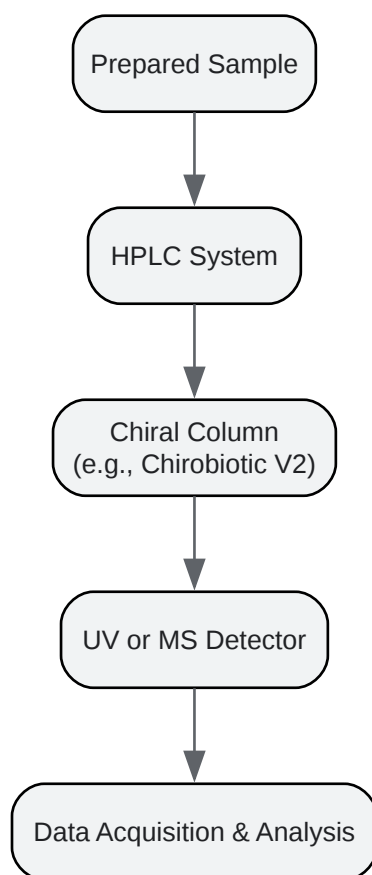 Prepared Sample
HPLC System
Chiral Column
(e.g., Chirobiotic V2)
UV or MS Detector
Data Acquisition & Analysis